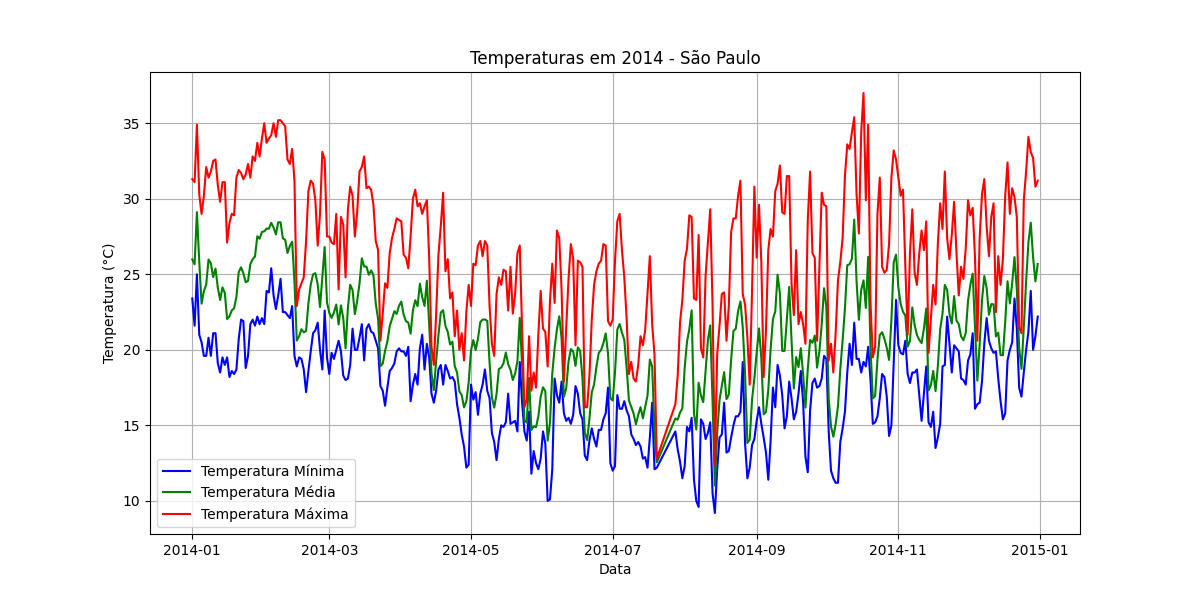 Temperaturas em 2014 - São Paulo
Temperatura (°C)
35
30
25
20
15
10
Temperatura Mínima
Temperatura Média
Temperatura Máxima
2014-01
2014-03
2014-05
2014-07
2014-09
2014-11
2015-01
Data